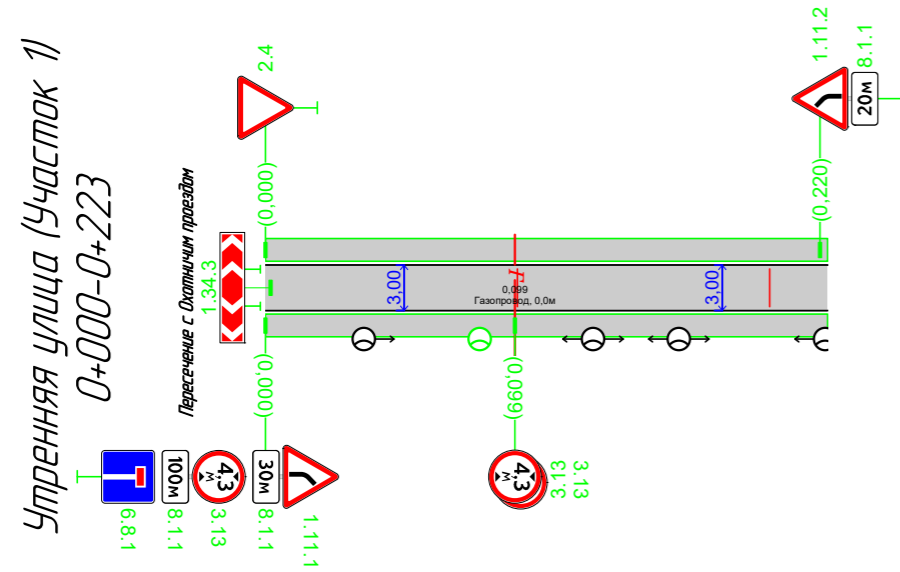 Утренняя улица (Участок 1)
0+000-0+223
Пересечение с Охотничим проездом
2.4
(0,000)
1.34.3
(0,000)
6.8.1
100м
8.1.1
4,3
м
3.13
30м
8.1.1
1.11.1
3,00
Г
0,099
Газопровод, 0,0м
3,00
(0,099)
4,3
м
3.13
3.13
1.11.2
20м
8.1.1
(0,220)